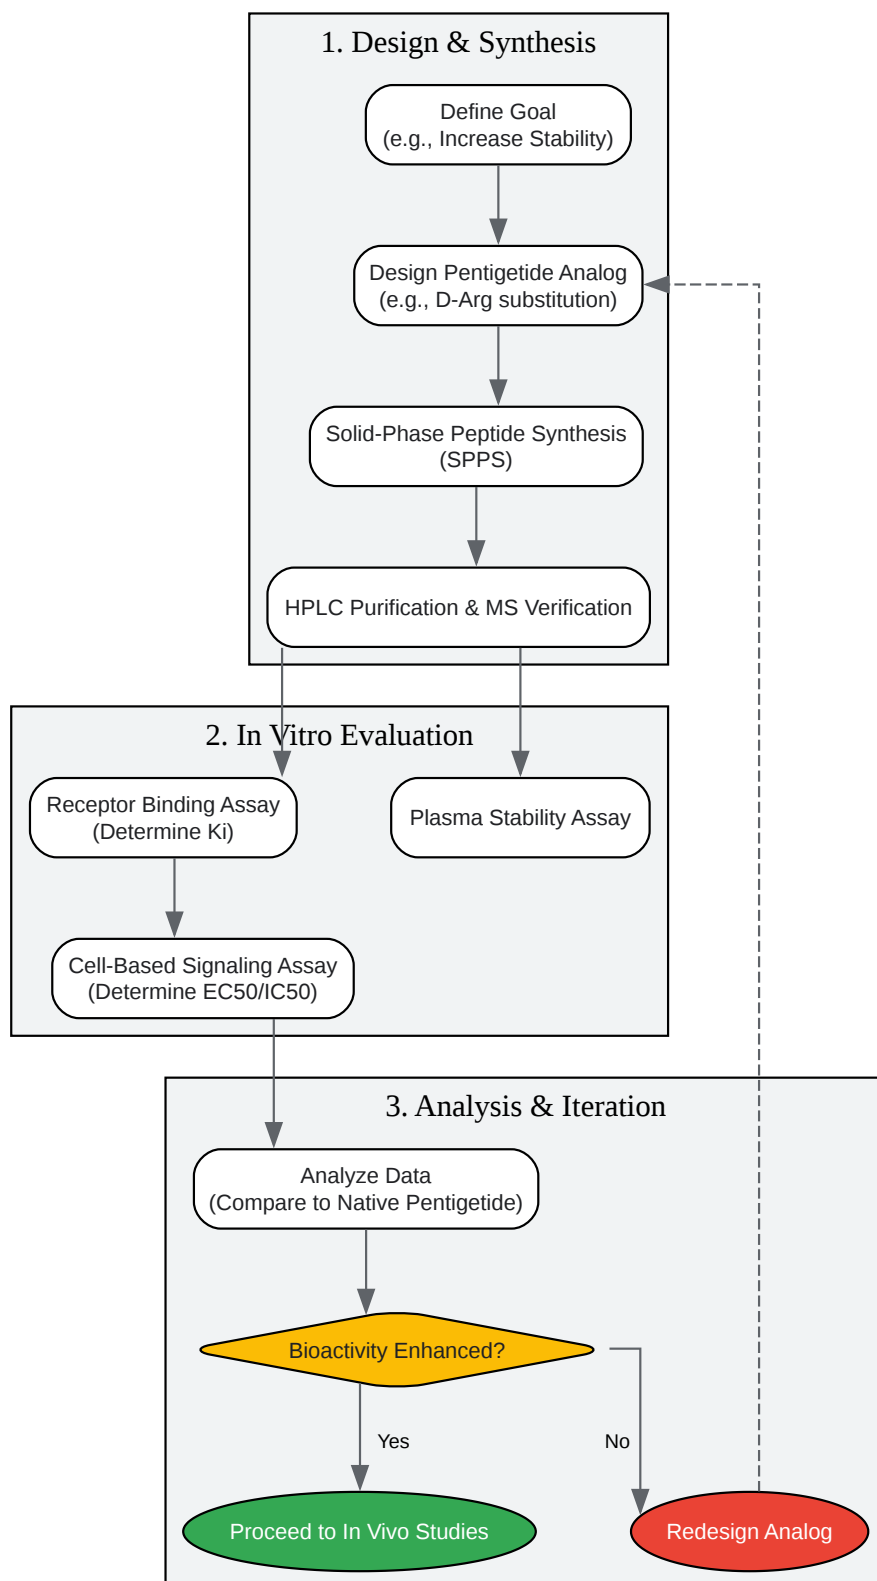 1. Design & Synthesis
Define Goal
(e.g., Increase Stability)
Design Pentigetide Analog
(e.g., D-Arg substitution)
Solid-Phase Peptide Synthesis
(SPPS)
HPLC Purification & MS Verification
2. In Vitro Evaluation
Receptor Binding Assay
(Determine Ki)
Plasma Stability Assay
Cell-Based Signaling Assay
(Determine EC50/IC50)
3. Analysis & Iteration
Analyze Data
(Compare to Native Pentigetide)
Bioactivity Enhanced?
Yes
No
Proceed to In Vivo Studies
Redesign Analog